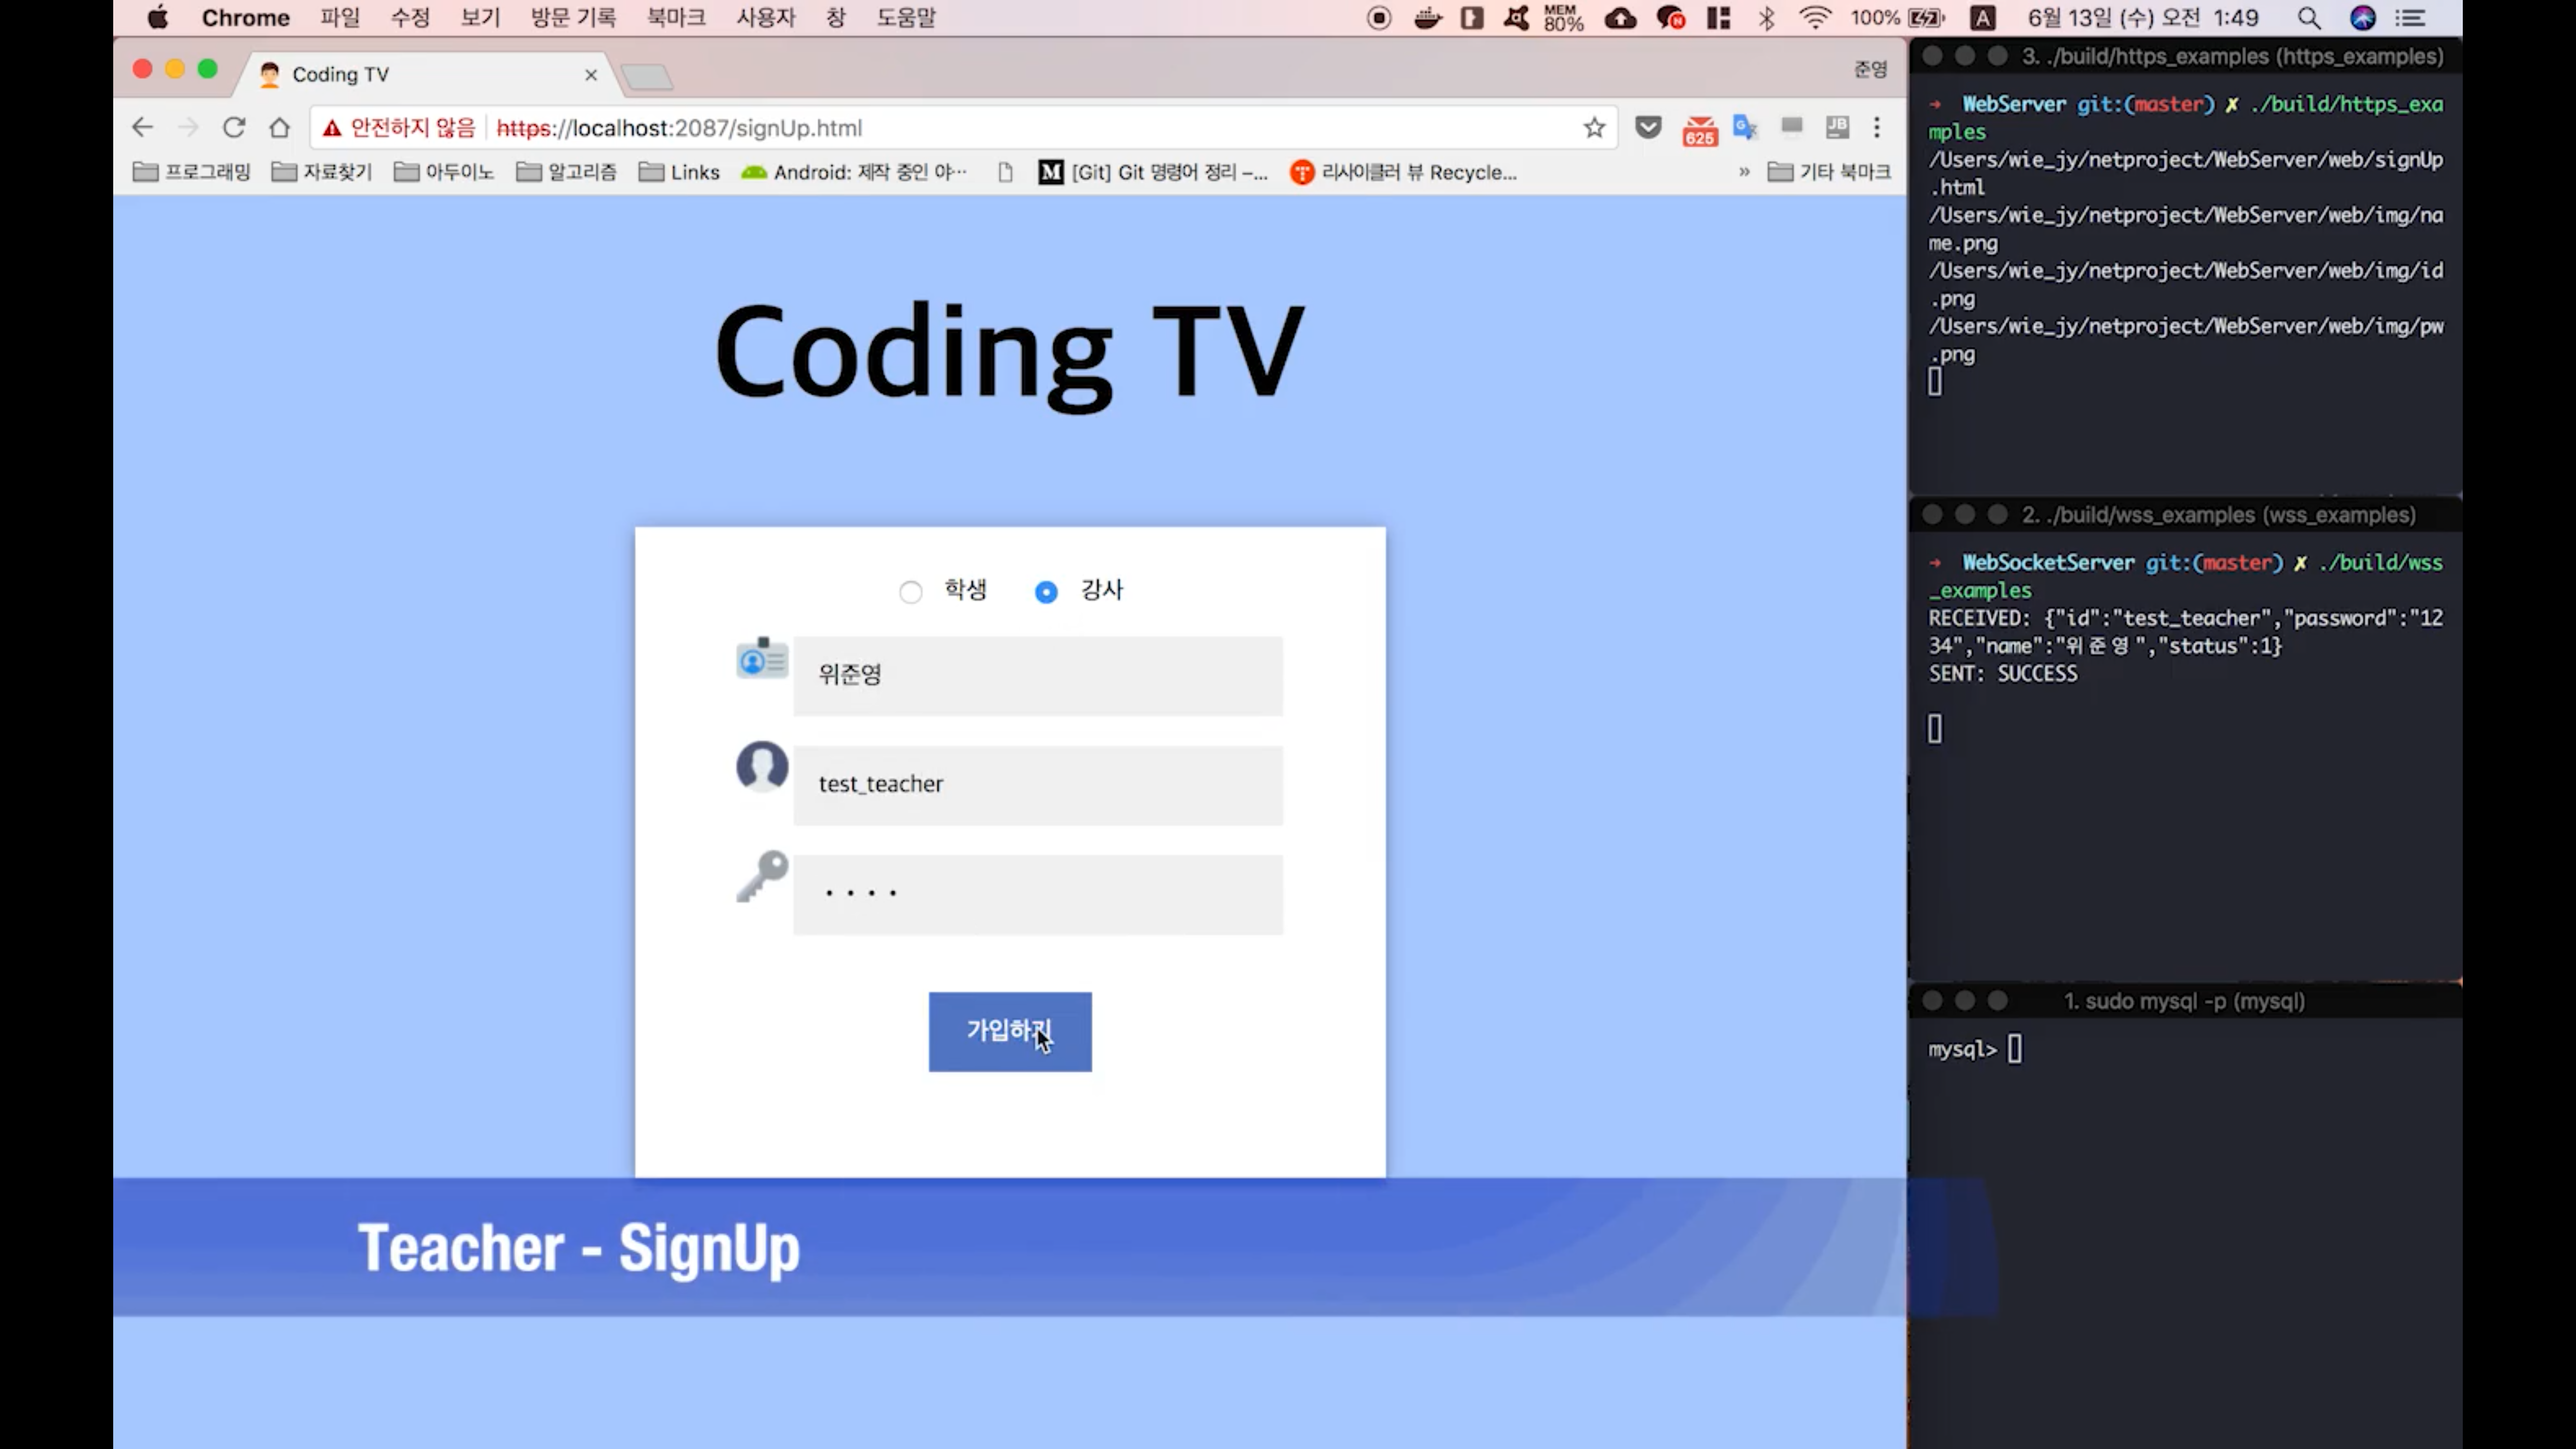 Chrome 파일 수정 보기 방문 기록 북마크 사용자 창 도움말 MEM 80% 100% A 6월 13일 (수) 오전 1:49
Coding TV 준영
안전하지 않음 https://localhost:2087/signUp.html 625 JB
프로그래밍 자료찾기 아두이노 알고리즘 Links Android: 제작 중인 야… M [Git] Git 명령어 정리 –... 리사이클러 뷰 Recycle... » 기타 북마크
Coding TV
학생 강사
위준영
test_teacher
가입하기
Teacher - SignUp
3. ./build/https_examples (https_examples)
→ WebServer git:(master) ✗ ./build/https_exa
mples
/Users/wie_jy/netproject/WebServer/web/signUp
.html
/Users/wie_jy/netproject/WebServer/web/img/na
me.png
/Users/wie_jy/netproject/WebServer/web/img/id
.png
/Users/wie_jy/netproject/WebServer/web/img/pw
.png
2. ./build/wss_examples (wss_examples)
→ WebSocketServer git:(master) ✗ ./build/wss
_examples
RECEIVED: {"id":"test_teacher","password":"12
34","name":"위준영","status":1}
SENT: SUCCESS
1. sudo mysql -p (mysql)
mysql>